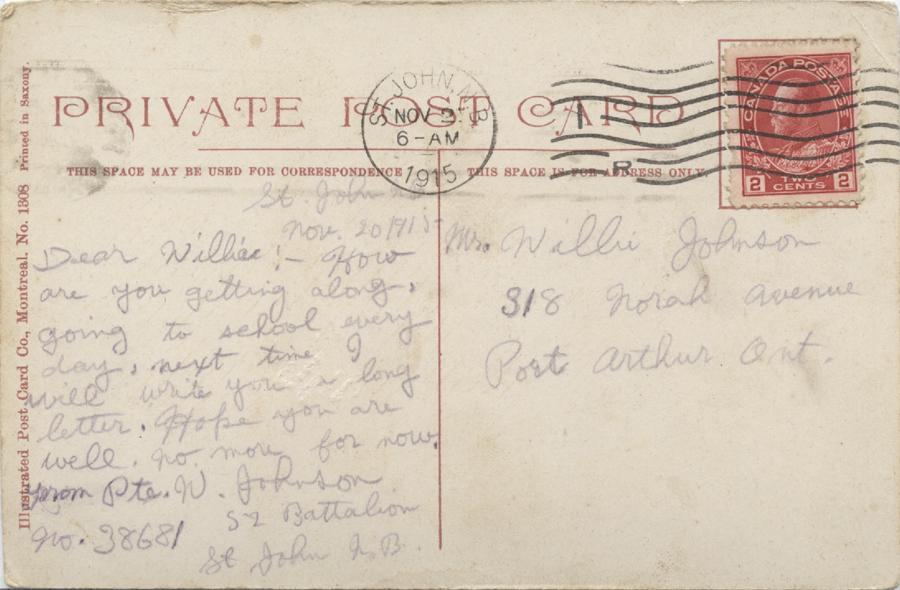 PRIVATE POST CARD
THIS SPACE MAY BE USED FOR CORRESPONDENCE
THIS SPACE IS FOR ADDRESS ONLY
Illustrated Post Card Co., Montreal. No. 1308 Printed in Saxony.
ST. JOHN, N.B.
NOV
6-AM
1915
CANADA POSTAGE
2 TWO CENTS 2
St. John
Nov. 20 1915
Dear Willie:- How
are you getting along,
going to school every
day, next time I
will write you a long
letter. Hope you are
well. No more for now.
From Pte. W. Johnson
No. 38681 52 Battalion
St John N.B.
Mr. Willie Johnson
318 Norah Avenue
Port Arthur Ont.